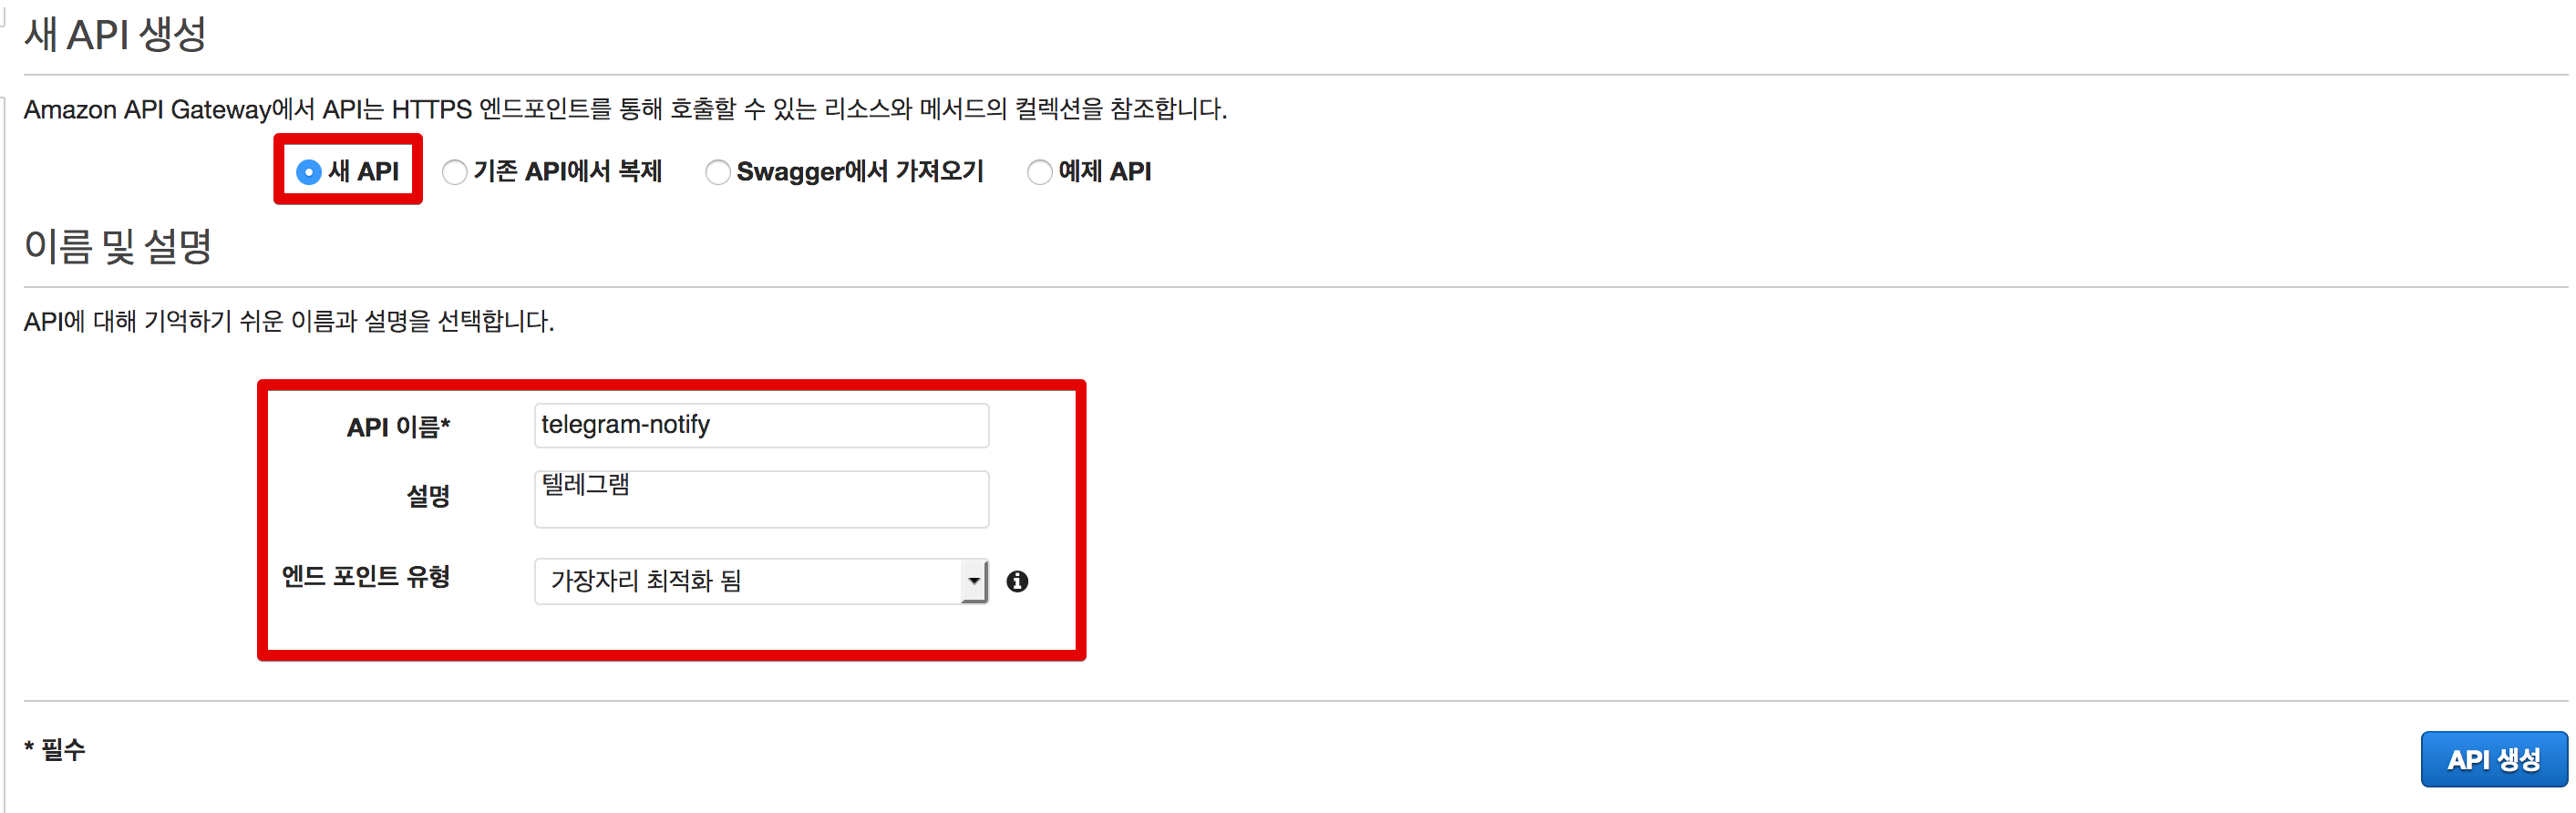 새 API 생성
Amazon API Gateway에서 API는 HTTPS 엔드포인트를 통해 호출할 수 있는 리소스와 메서드의 컬렉션을 참조합니다.
새 API 기존 API에서 복제 Swagger에서 가져오기 예제 API
이름 및 설명
API에 대해 기억하기 쉬운 이름과 설명을 선택합니다.
API 이름* telegram-notify
설명 텔레그램
엔드 포인트 유형 가장자리 최적화 됨
* 필수
API 생성